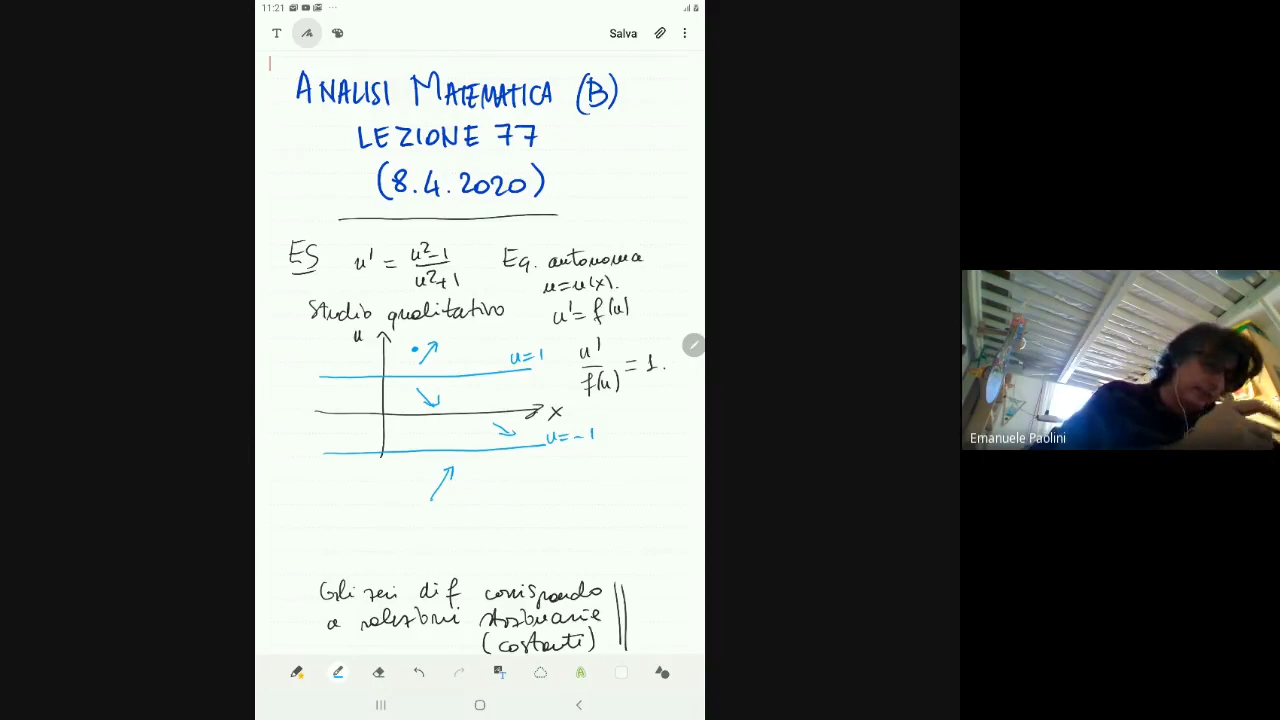 11:21
T
Salva
ANALISI MATEMATICA (B)
LEZIONE 77
(8.4.2020)
ES u' = u²-1 / u²+1 Eq. autonoma
u=u(x).
Studio qualitativo u'=f(u)
u
u=1
u' / f(u) = 1.
x
u=-1
Gli zeri di f corrispondo
a soluzioni stazionarie
(costanti)
Emanuele Paolini